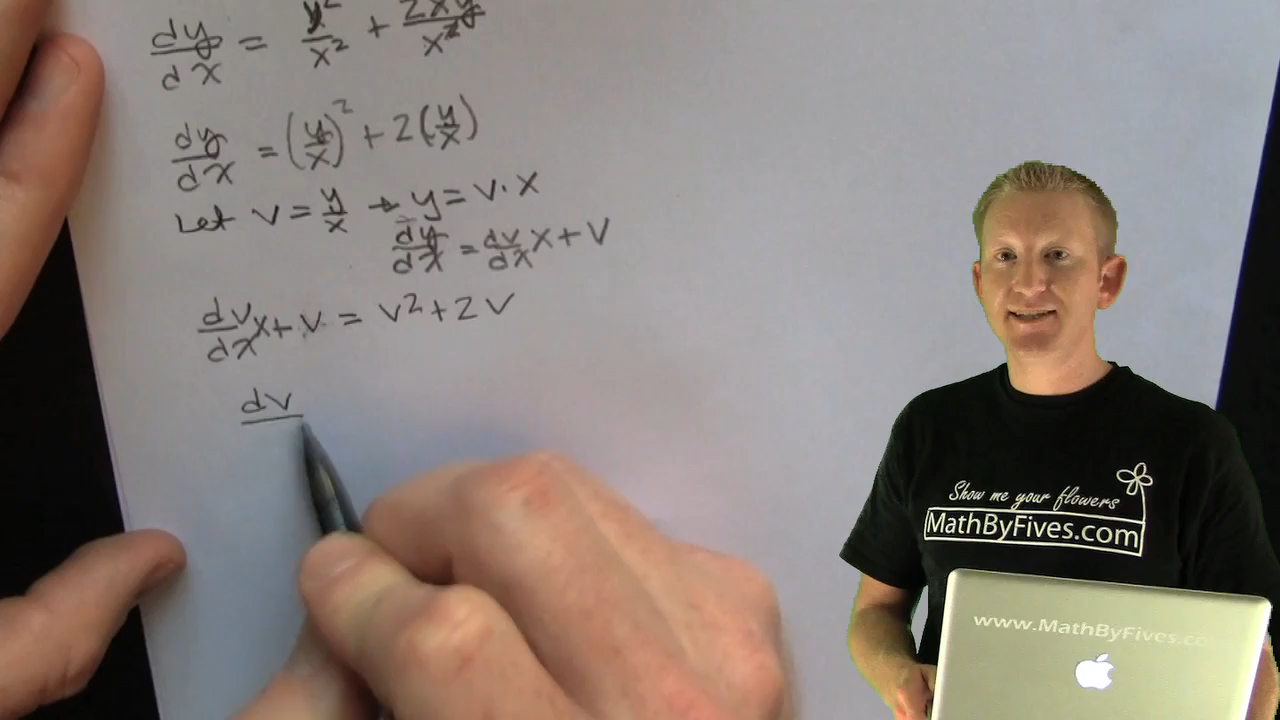 dy/dx = y²/x² + 2xy/x²
dy/dx = (y/x)² + 2(y/x)
Let v = y/x → y = v · x
dy/dx = dv/dx x + v
dv/dx x + v = v² + 2v
dv
Show me your flowers
MathByFives.com
www.MathByFives.co